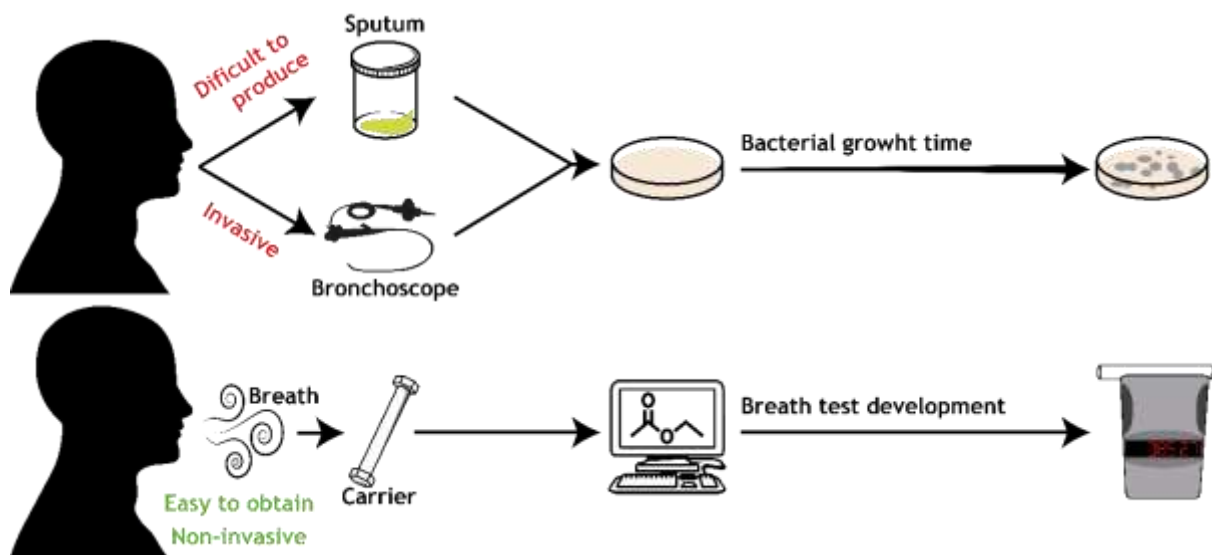 Sputum
Dificult to
produce
Bacterial growht time
Invasive
Bronchoscope
Breath
Breath test development
O
O
Carrier
Easy to obtain
Non-invasive